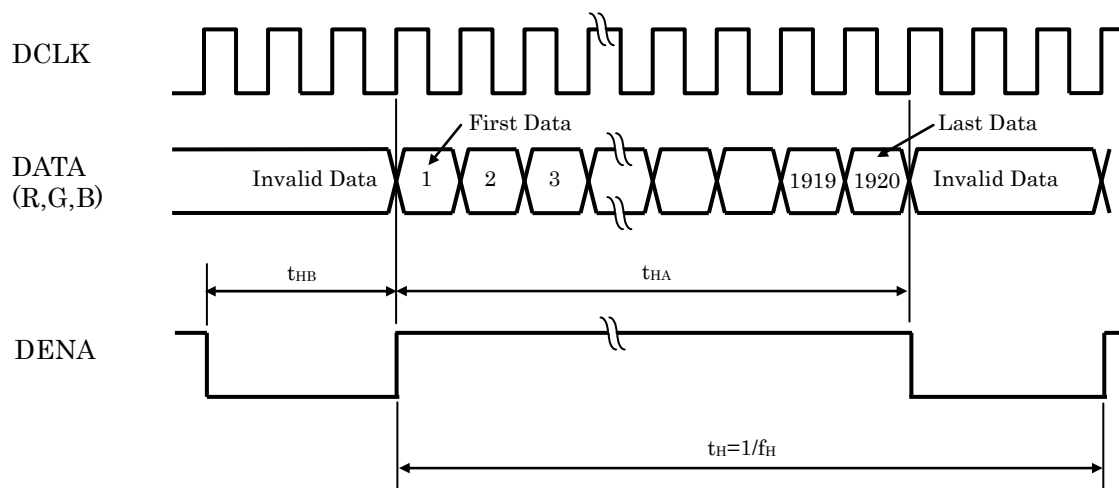 DCLK
First Data
Last Data
DATA
(R,G,B)
Invalid Data 1 2 3 1919 1920 Invalid Data
tHB tHA
DENA
tH=1/fH